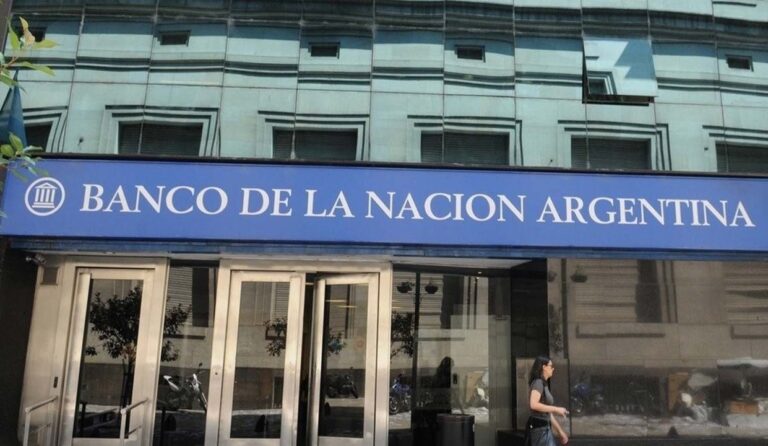 BANCO DE LA NACION ARGENTINA